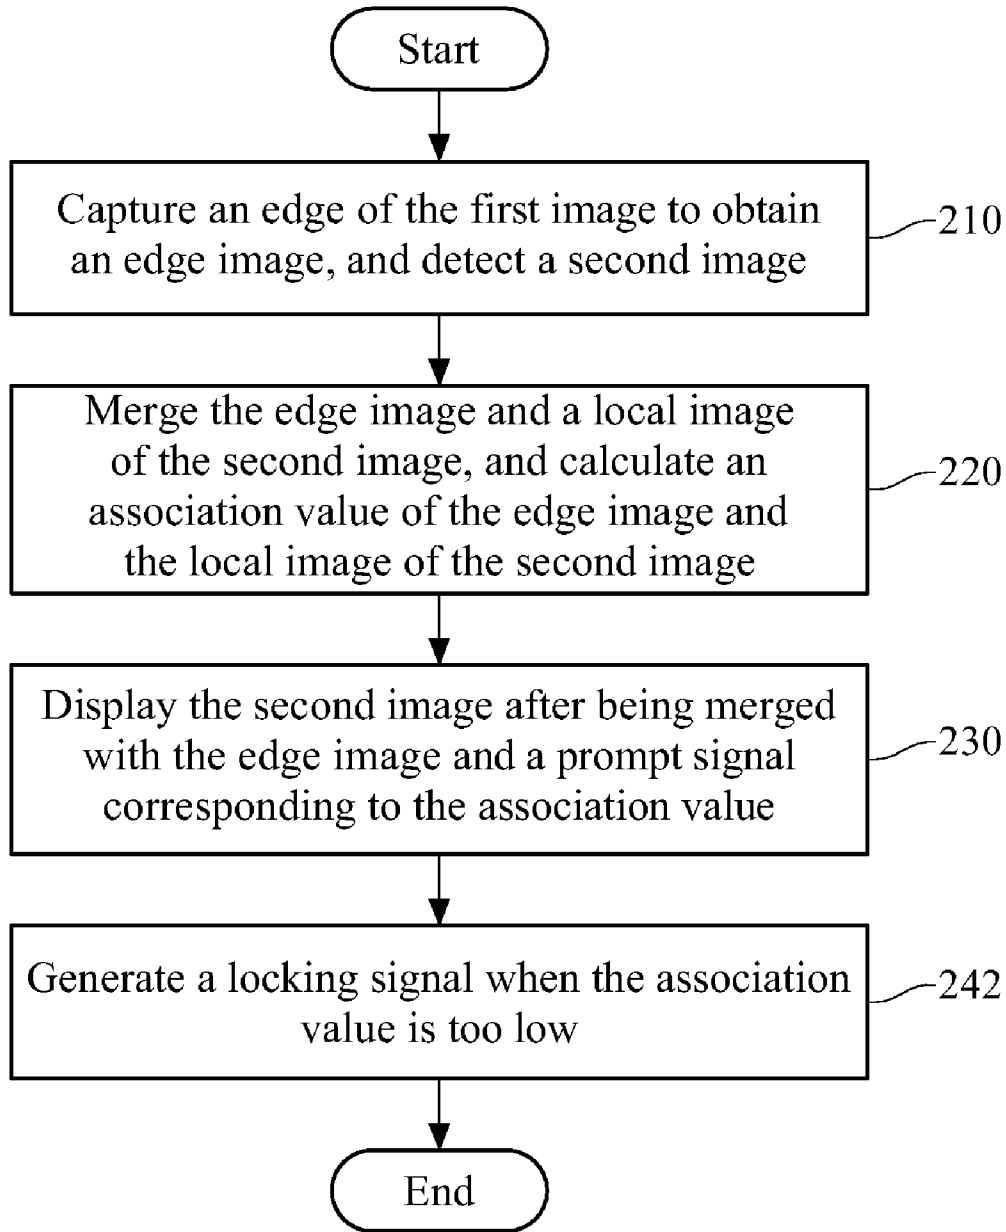 Start
Capture an edge of the first image to obtain
an edge image, and detect a second image
210
Merge the edge image and a local image
of the second image, and calculate an
association value of the edge image and
the local image of the second image
220
Display the second image after being merged
with the edge image and a prompt signal
corresponding to the association value
230
Generate a locking signal when the association
value is too low
242
End